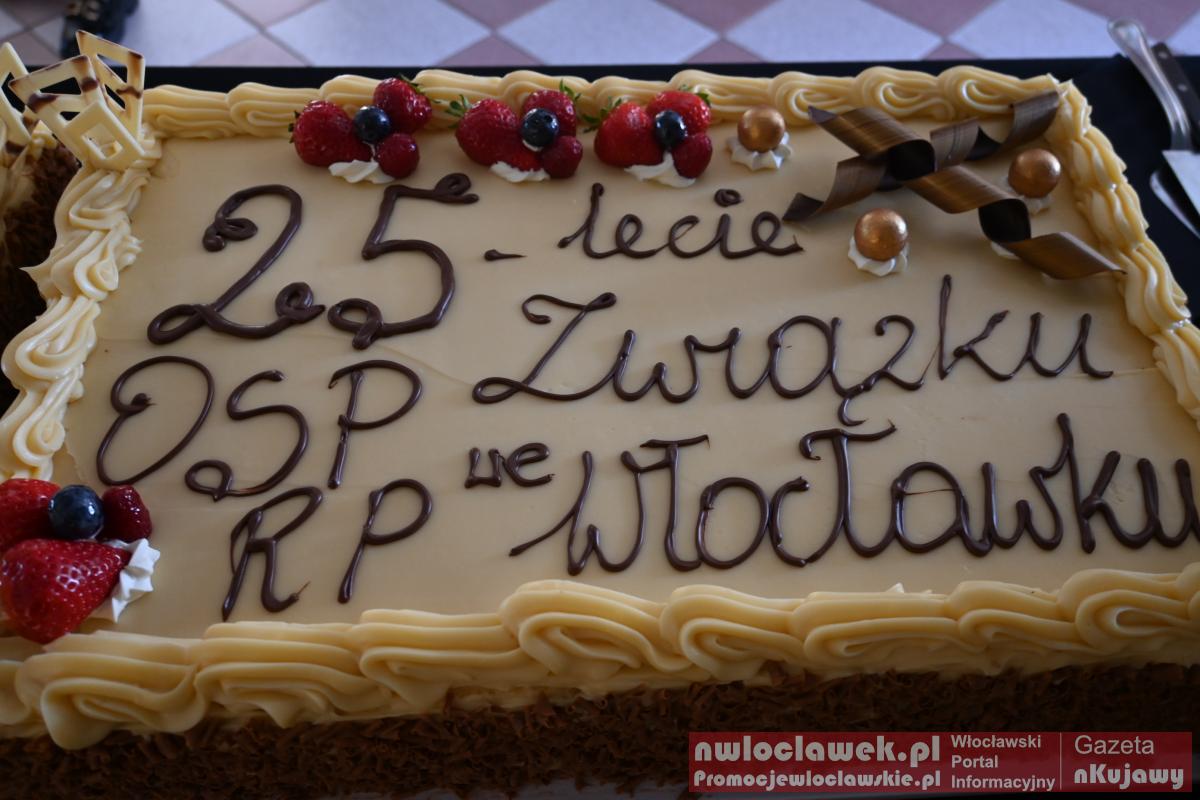 25-lecie
OSP Związku
RP we Włocławku
nwloclawek.pl
Promocjewloclawskie.pl
Włocławski
Portal
Informacyjny
Gazeta
nKujawy